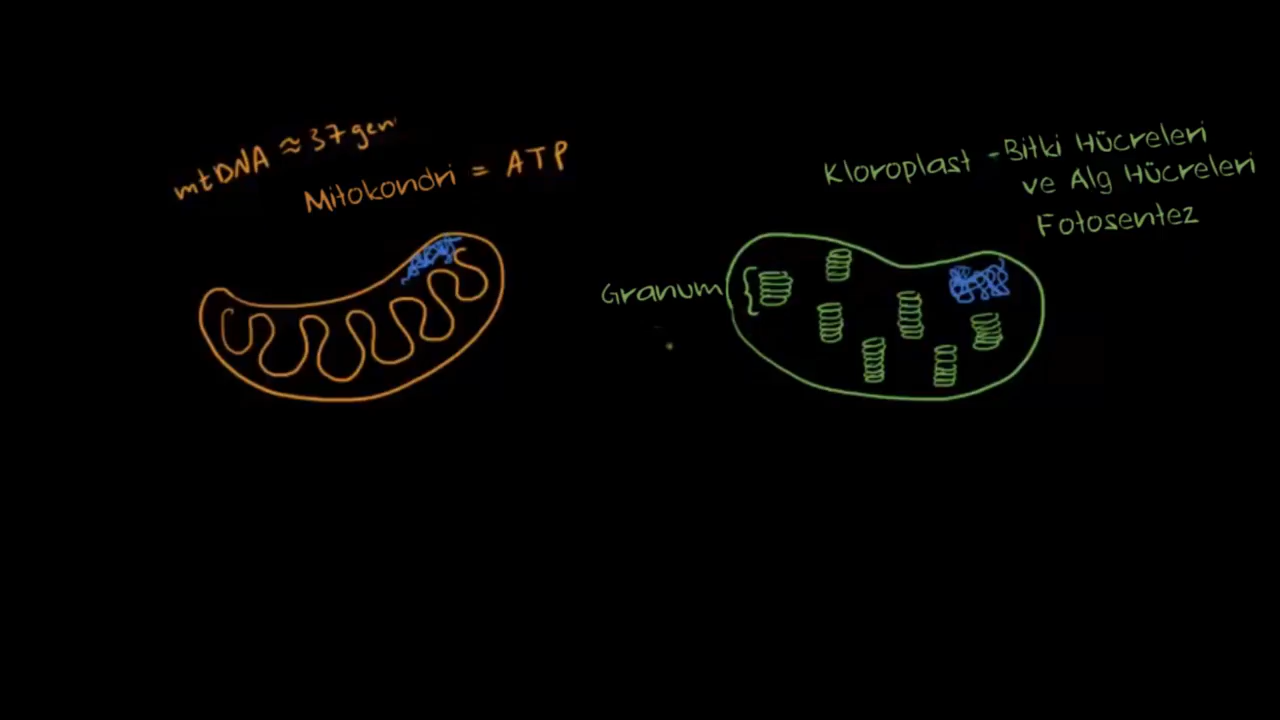 mtDNA ≈ 37 gen
Mitokondri = ATP
Kloroplast - Bitki Hücreleri
ve Alg Hücreleri
Fotosentez
Granum